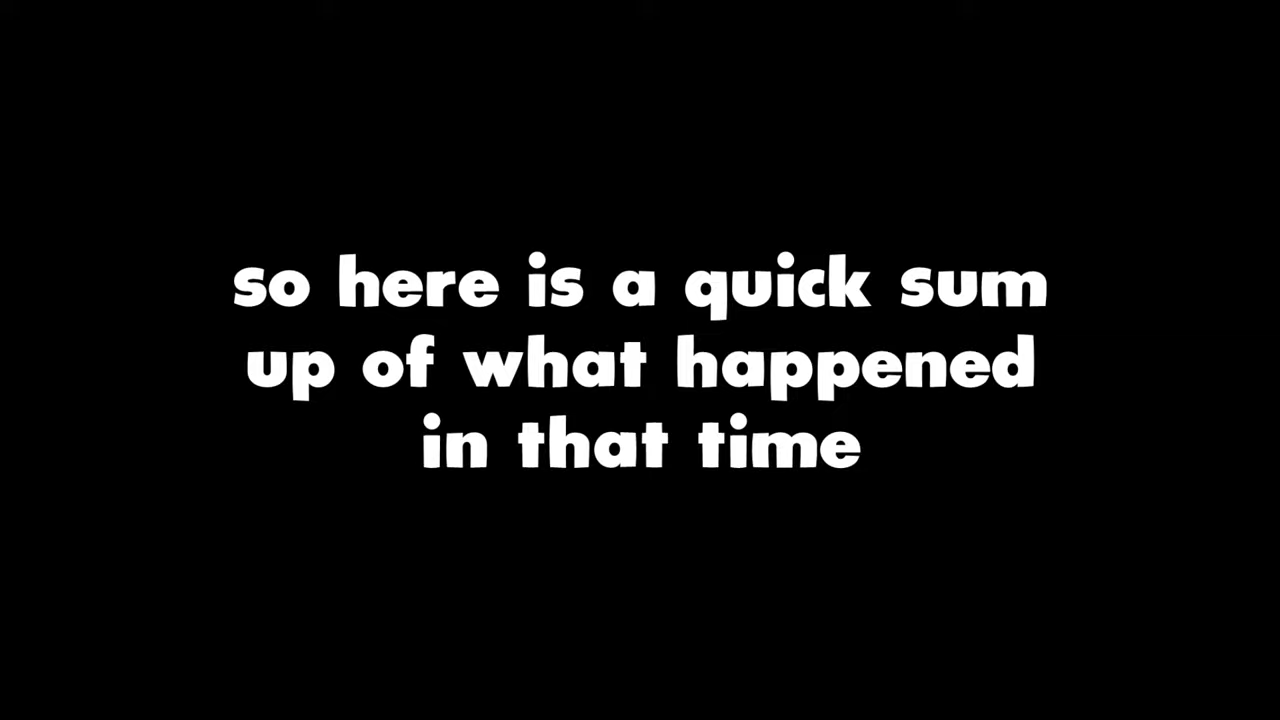 so here is a quick sum
up of what happened
in that time